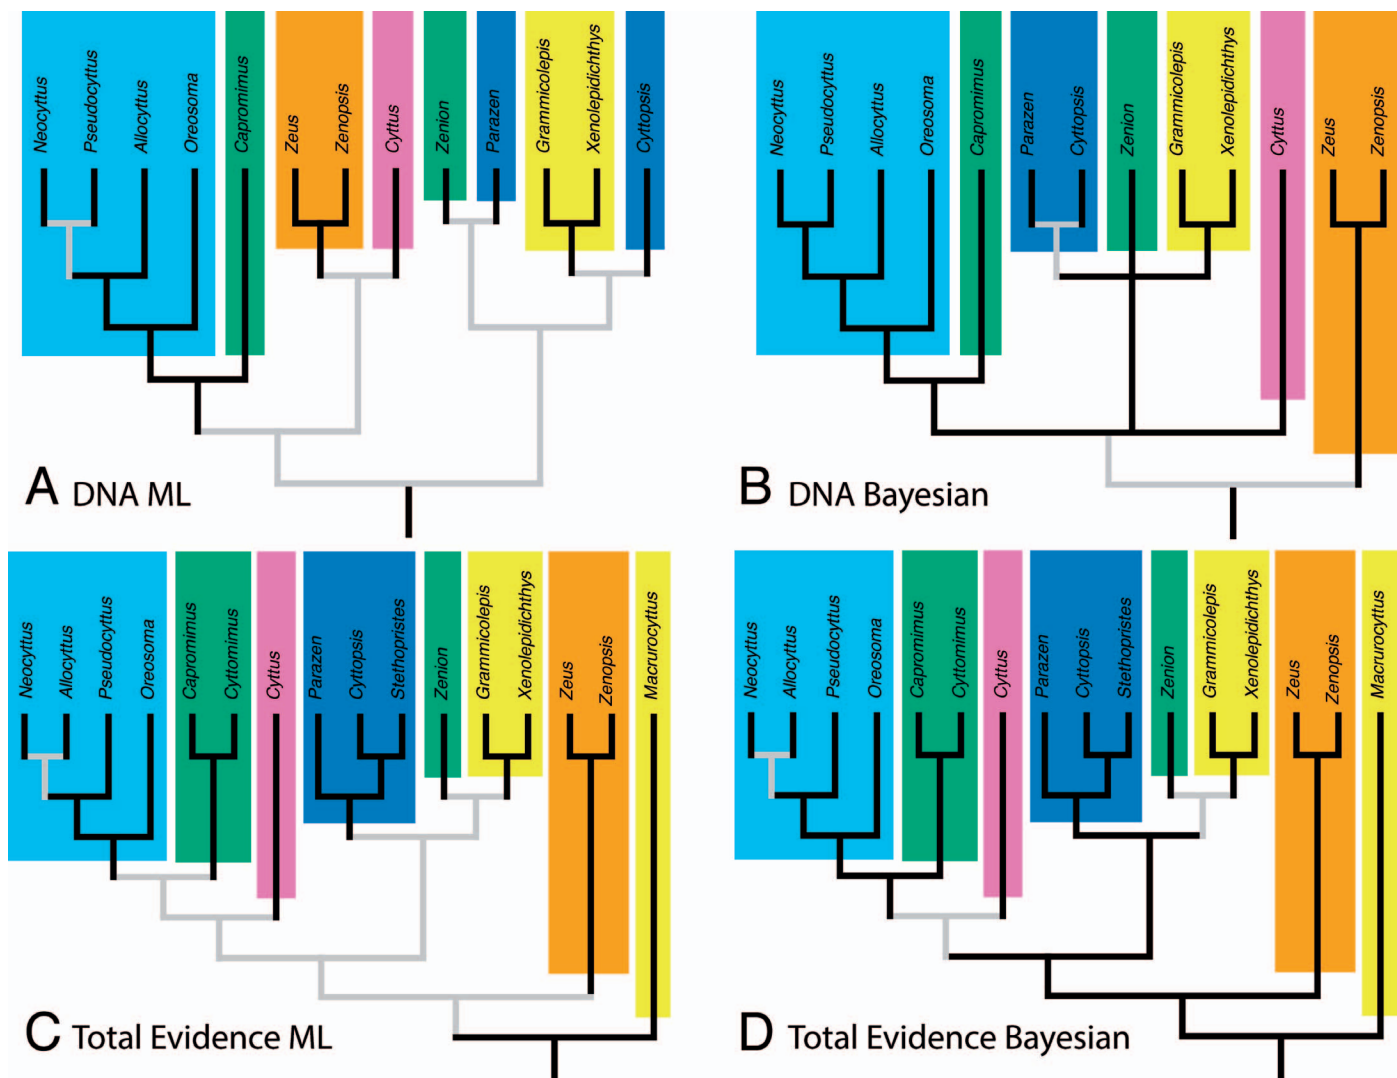 Neocyttus
Pseudocyttus
Allocyttus
Oreosoma
Capromimus
Zeus
Zenopsis
Cyttus
Zenion
Parazen
Grammicolepis
Xenolepidichthys
Cyttopsis
A DNA ML
Neocyttus
Pseudocyttus
Allocyttus
Oreosoma
Capromimus
Parazen
Cyttopsis
Zenion
Grammicolepis
Xenolepidichthys
Cyttus
Zeus
Zenopsis
B DNA Bayesian
Neocyttus
Allocyttus
Pseudocyttus
Oreosoma
Capromimus
Cyttomimus
Cyttus
Parazen
Cyttopsis
Stethopristes
Zenion
Grammicolepis
Xenolepidichthys
Zeus
Zenopsis
Macrurocyttus
C Total Evidence ML
Neocyttus
Allocyttus
Pseudocyttus
Oreosoma
Capromimus
Cyttomimus
Cyttus
Parazen
Cyttopsis
Stethopristes
Zenion
Grammicolepis
Xenolepidichthys
Zeus
Zenopsis
Macrurocyttus
D Total Evidence Bayesian